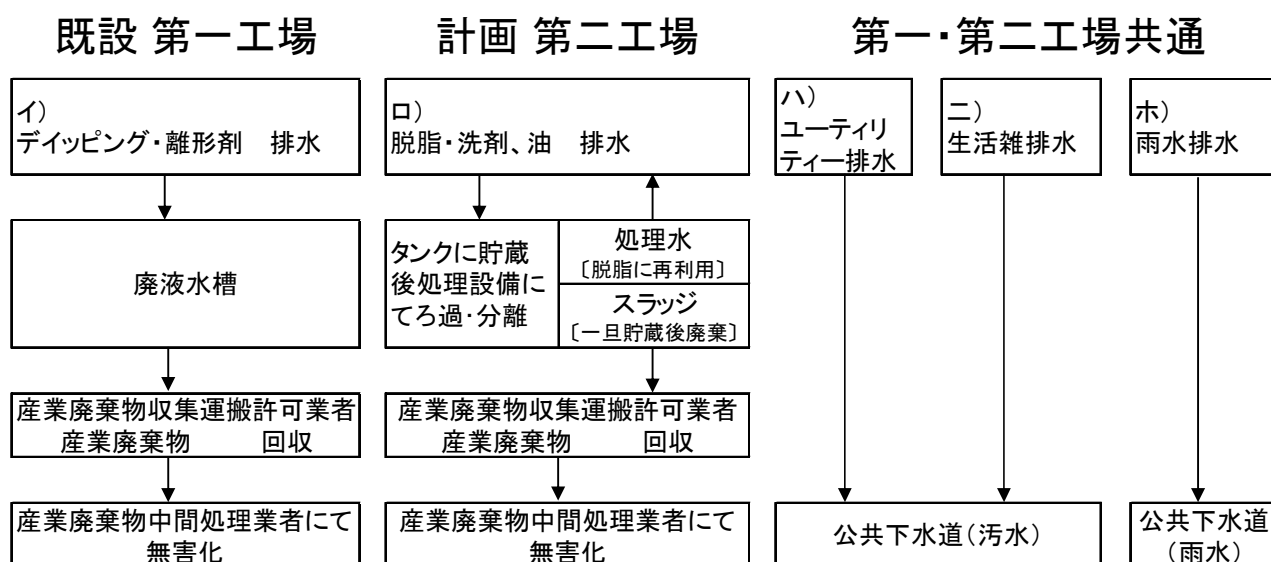 既設 第一工場
計画 第二工場
第一・第二工場共通
イ)
デイッピング・離形剤　排水
ロ)
脱脂・洗剤、油　排水
ハ)
ユーティリ
ティー排水
ニ)
生活雑排水
ホ)
雨水排水
廃液水槽
タンクに貯蔵
後処理設備に
てろ過・分離
処理水
〔脱脂に再利用〕
スラッジ
〔一旦貯蔵後廃棄〕
産業廃棄物収集運搬許可業者
産業廃棄物　　　回収
産業廃棄物収集運搬許可業者
産業廃棄物　　　回収
産業廃棄物中間処理業者にて
無害化
産業廃棄物中間処理業者にて
無害化
公共下水道(汚水)
公共下水道
(雨水)